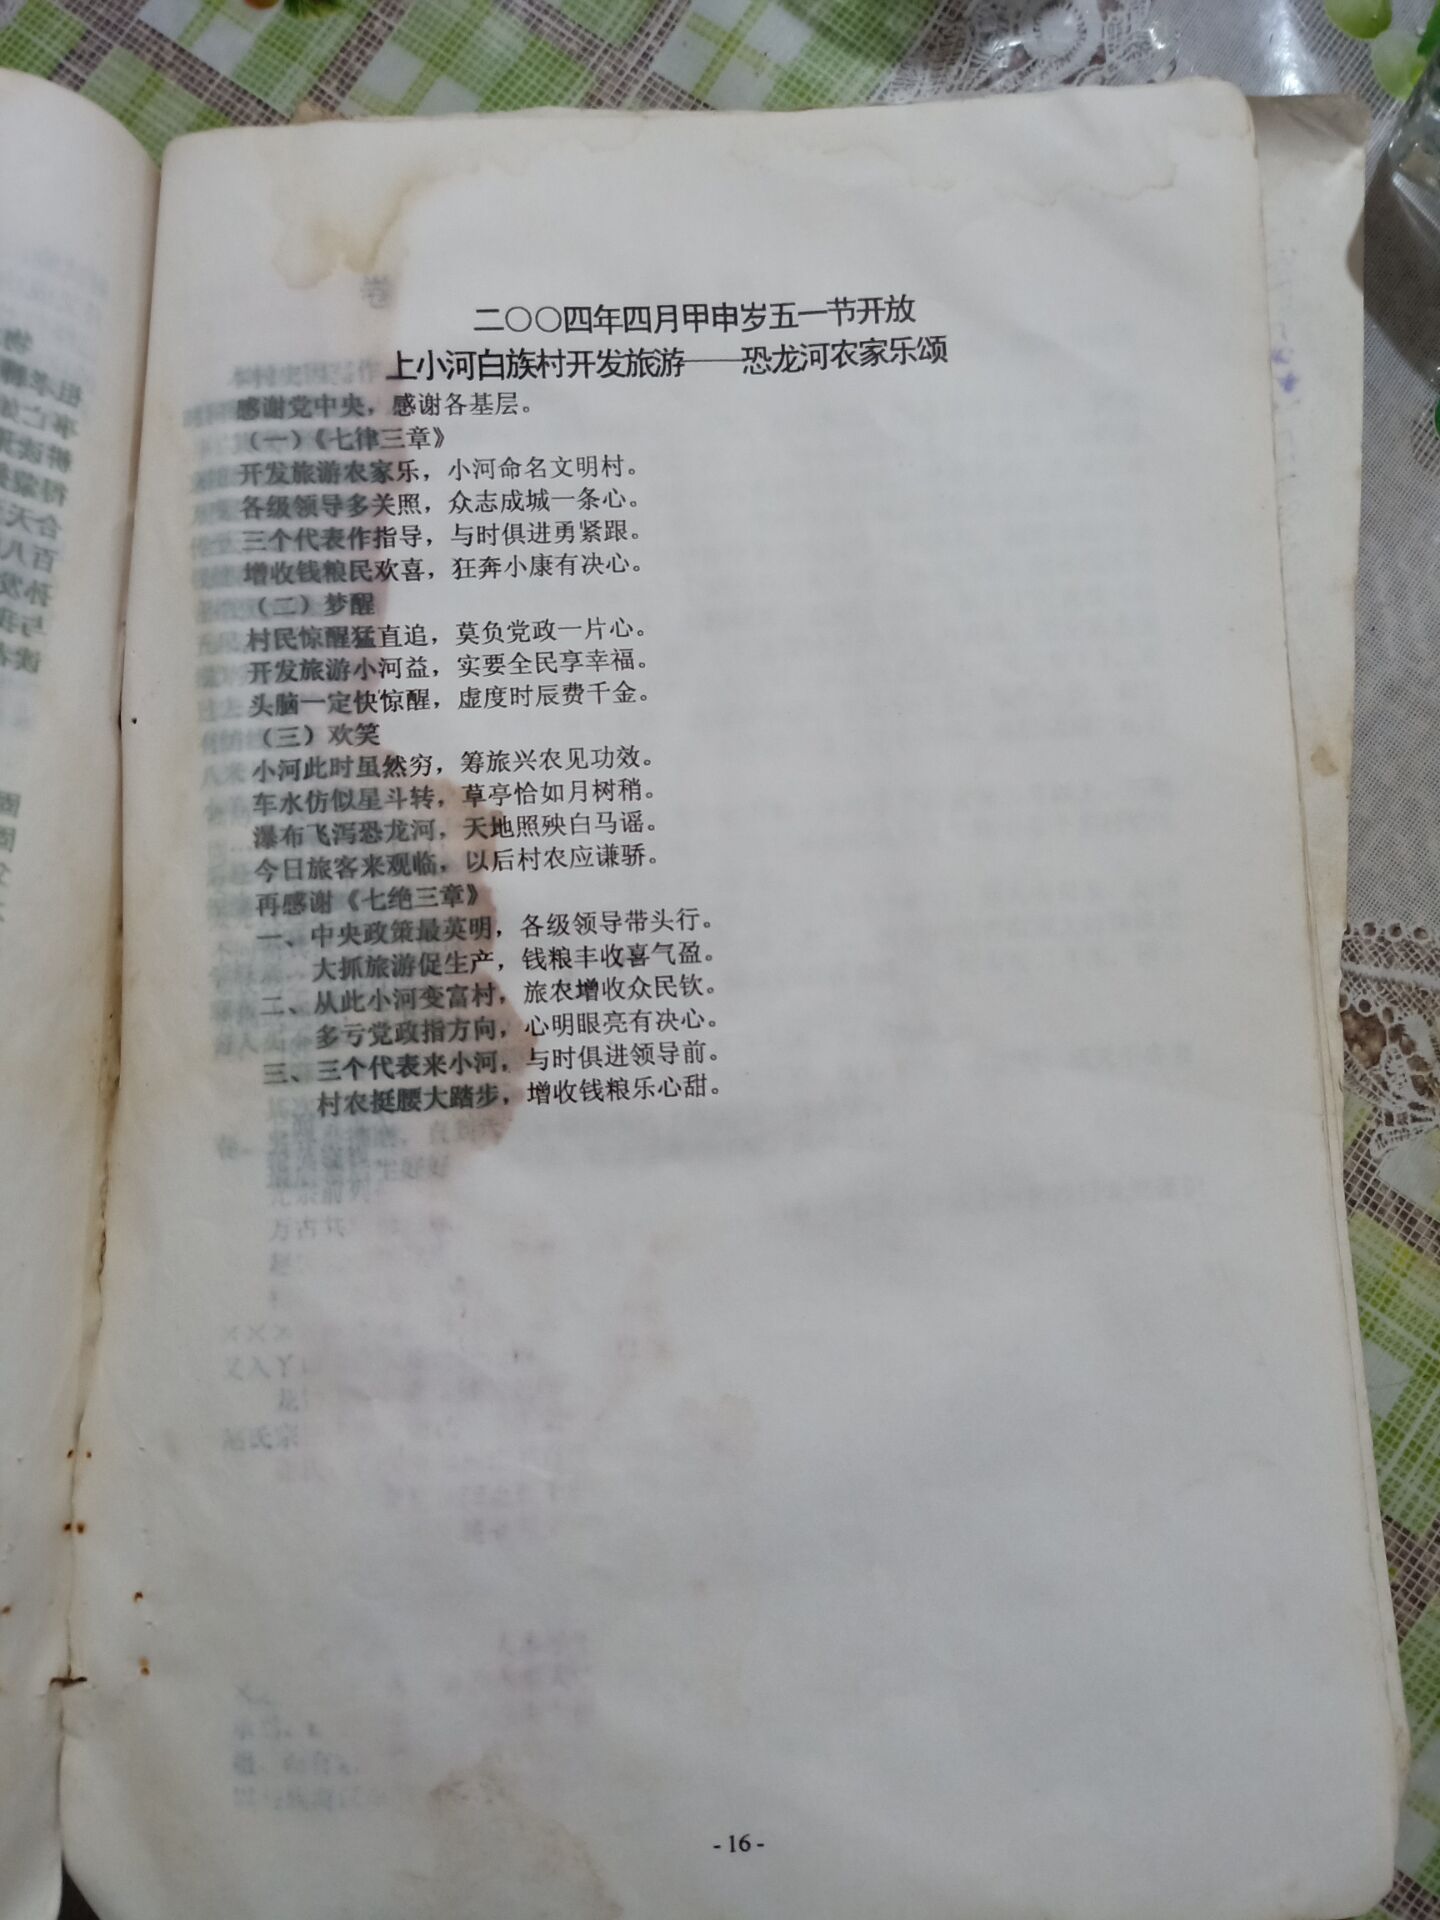 二〇〇四年四月甲申岁五一节开放
上小河白族村开发旅游——恐龙河农家乐颂
感谢党中央，感谢各基层。
（一）《七律三章》
开发旅游农家乐，小河命名文明村。
各级领导多关照，众志成城一条心。
三个代表作指导，与时俱进勇紧跟。
增收钱粮民欢喜，狂奔小康有决心。
（二）梦醒
村民惊醒猛直追，莫负党政一片心。
开发旅游小河益，实要全民享幸福。
头脑一定快惊醒，虚度时辰费千金。
（三）欢笑
小河此时虽然穷，筹旅兴农见功效。
车水仿似星斗转，草亭恰如月树稍。
瀑布飞泻恐龙河，天地照殃白马谣。
今日旅客来观临，以后村农应谦骄。
再感谢《七绝三章》
一、中央政策最英明，各级领导带头行。
大抓旅游促生产，钱粮丰收喜气盈。
二、从此小河变富村，旅农增收众民钦。
多亏党政指方向，心明眼亮有决心。
三、三个代表来小河，与时俱进领导前。
村农挺腰大踏步，增收钱粮乐心甜。
- 16 -